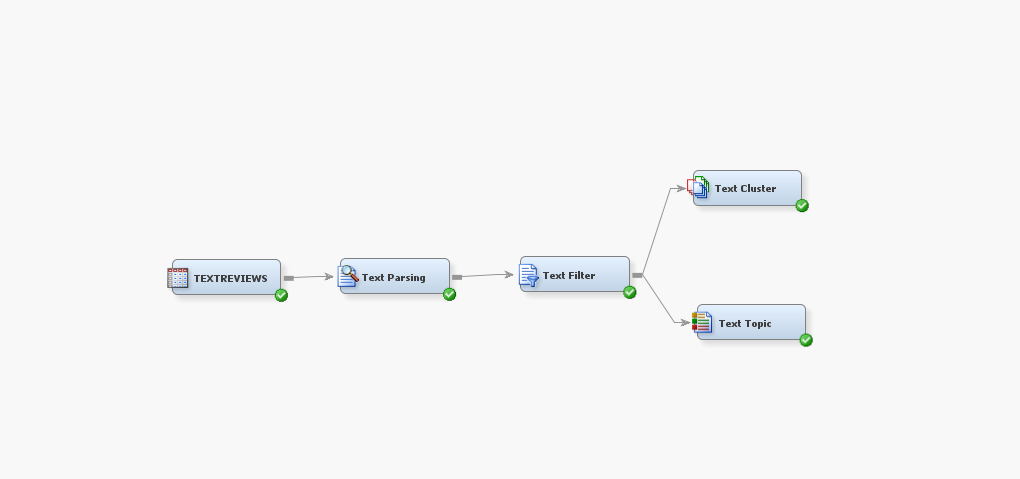 TEXTREVIEWS
Text Parsing
Text Filter
Text Cluster
Text Topic